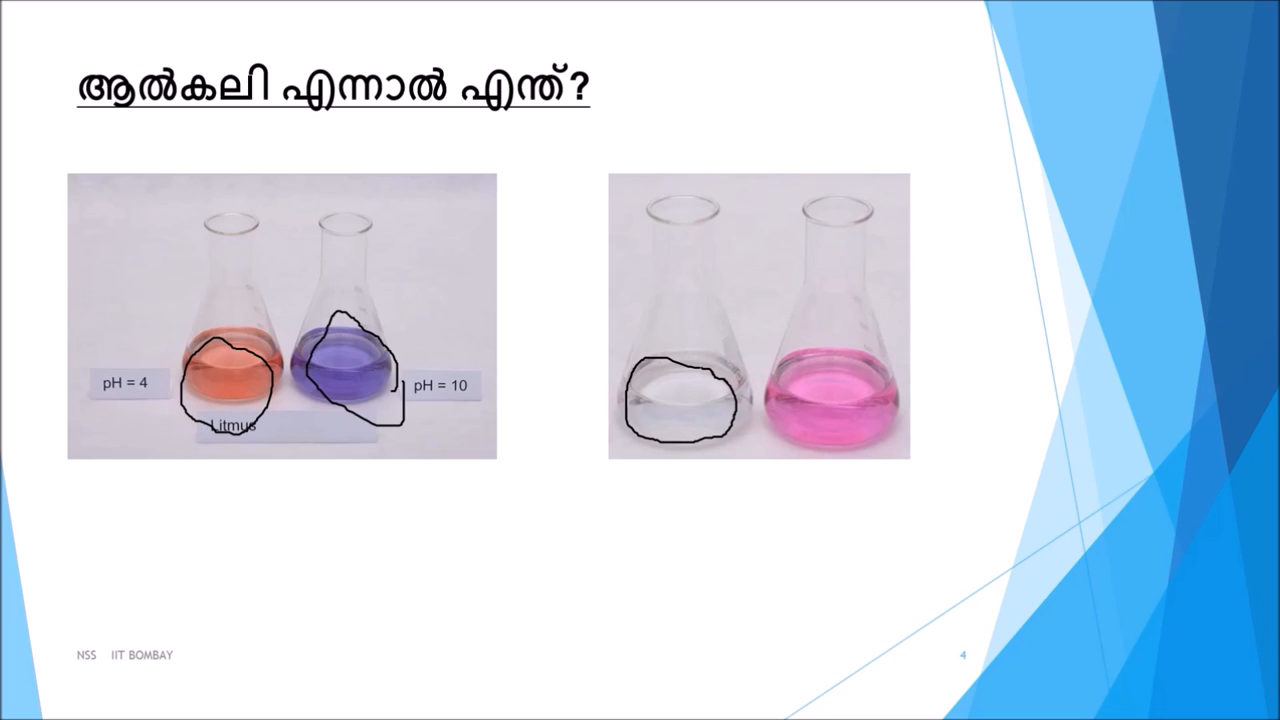 ആൽകലി എന്നാൽ എന്ത്?
pH = 4
pH = 10
Litmus
NSS IIT BOMBAY
4